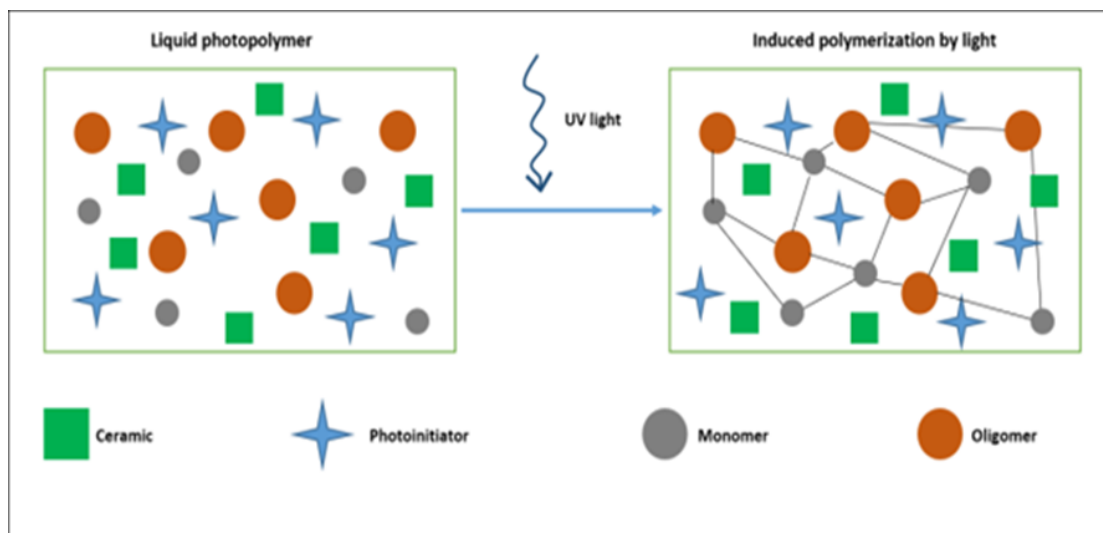 Liquid photopolymer
Induced polymerization by light
UV light
Ceramic
Photoinitiator
Monomer
Oligomer